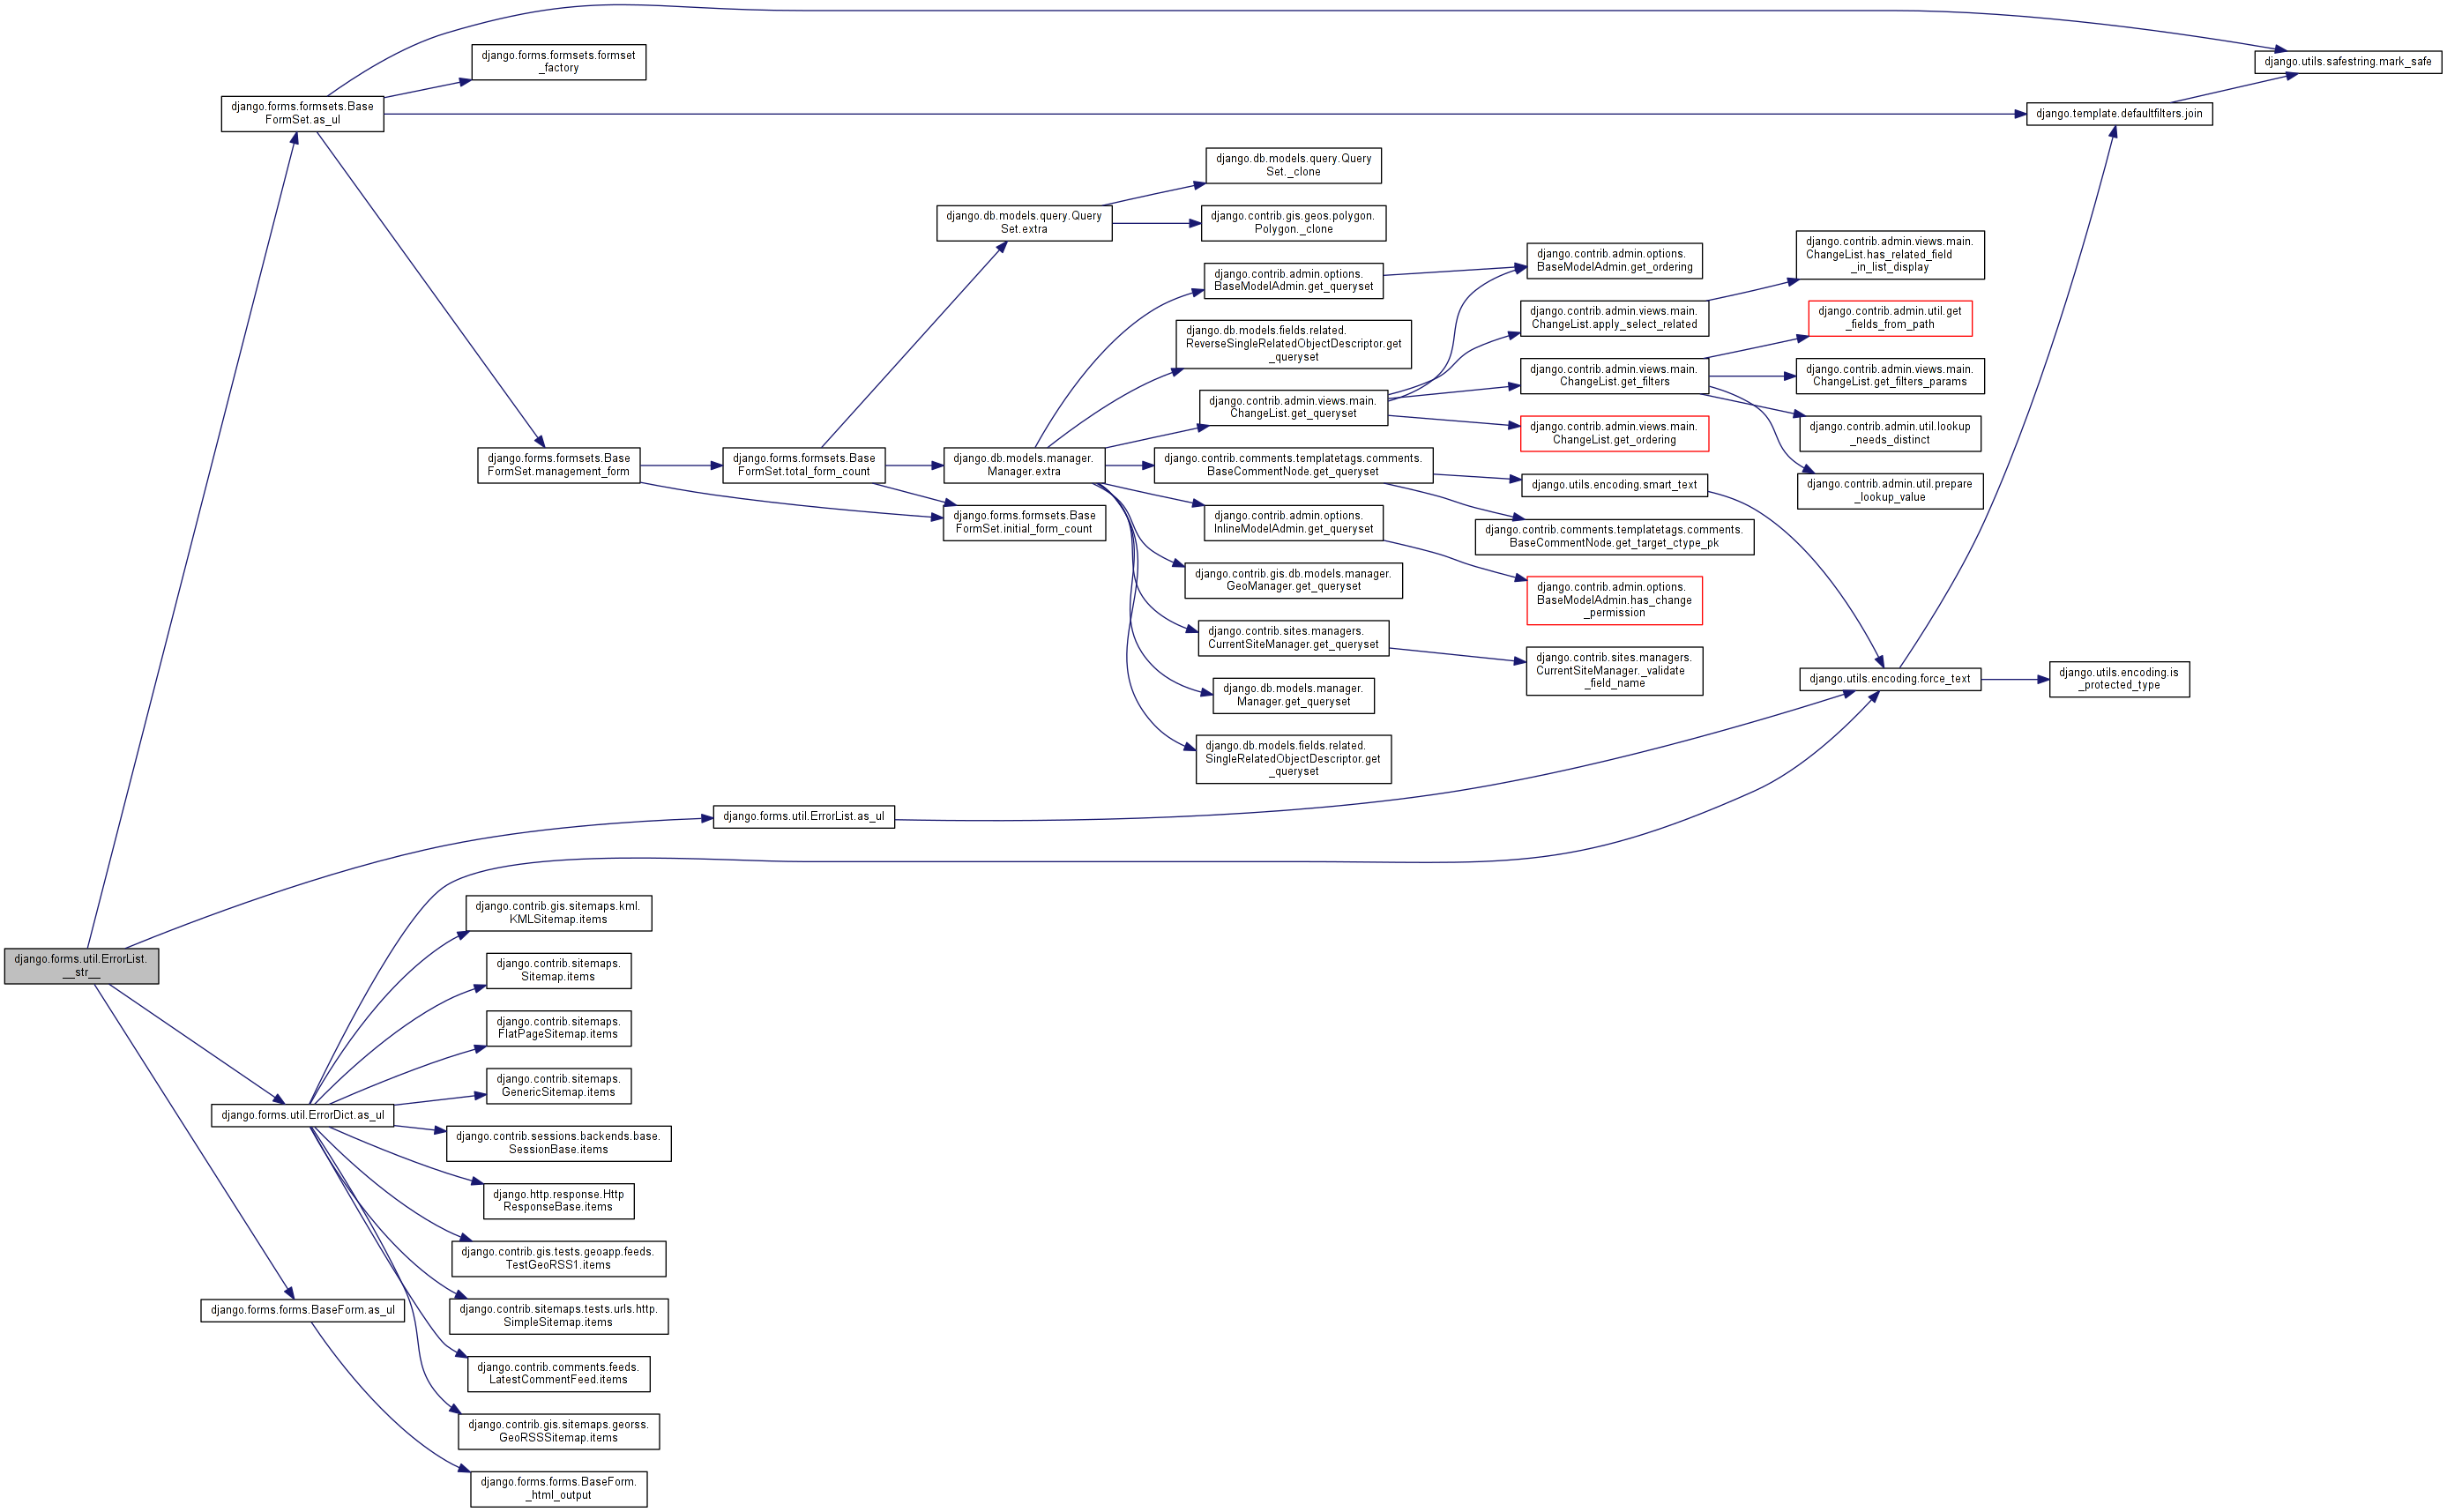 django.forms.util.ErrorList.
__str__
django.forms.formsets.Base
FormSet.as_ul
django.forms.util.ErrorDict.as_ul
django.forms.forms.BaseForm.as_ul
django.forms.formsets.formset
_factory
django.forms.formsets.Base
FormSet.management_form
django.contrib.gis.sitemaps.kml.
KMLSitemap.items
django.contrib.sitemaps.
Sitemap.items
django.contrib.sitemaps.
FlatPageSitemap.items
django.contrib.sitemaps.
GenericSitemap.items
django.contrib.sessions.backends.base.
SessionBase.items
django.http.response.Http
ResponseBase.items
django.contrib.gis.tests.geoapp.feeds.
TestGeoRSS1.items
django.contrib.sitemaps.tests.urls.http.
SimpleSitemap.items
django.contrib.comments.feeds.
LatestCommentFeed.items
django.contrib.gis.sitemaps.georss.
GeoRSSSitemap.items
django.forms.forms.BaseForm.
_html_output
django.forms.formsets.Base
FormSet.total_form_count
django.forms.util.ErrorList.as_ul
django.db.models.query.Query
Set.extra
django.db.models.manager.
Manager.extra
django.forms.formsets.Base
FormSet.initial_form_count
django.db.models.query.Query
Set._clone
django.contrib.gis.geos.polygon.
Polygon._clone
django.contrib.admin.options.
BaseModelAdmin.get_queryset
django.db.models.fields.related.
ReverseSingleRelatedObjectDescriptor.get
_queryset
django.contrib.admin.views.main.
ChangeList.get_queryset
django.contrib.comments.templatetags.comments.
BaseCommentNode.get_queryset
django.contrib.admin.options.
InlineModelAdmin.get_queryset
django.contrib.gis.db.models.manager.
GeoManager.get_queryset
django.contrib.sites.managers.
CurrentSiteManager.get_queryset
django.db.models.manager.
Manager.get_queryset
django.db.models.fields.related.
SingleRelatedObjectDescriptor.get
_queryset
django.contrib.admin.options.
BaseModelAdmin.get_ordering
django.contrib.admin.views.main.
ChangeList.apply_select_related
django.contrib.admin.views.main.
ChangeList.get_filters
django.contrib.admin.views.main.
ChangeList.get_ordering
django.utils.encoding.smart_text
django.contrib.comments.templatetags.comments.
BaseCommentNode.get_target_ctype_pk
django.contrib.admin.options.
BaseModelAdmin.has_change
_permission
django.contrib.sites.managers.
CurrentSiteManager._validate
_field_name
django.contrib.admin.views.main.
ChangeList.has_related_field
_in_list_display
django.contrib.admin.util.get
_fields_from_path
django.contrib.admin.views.main.
ChangeList.get_filters_params
django.contrib.admin.util.lookup
_needs_distinct
django.contrib.admin.util.prepare
_lookup_value
django.utils.encoding.force_text
django.template.defaultfilters.join
django.utils.encoding.is
_protected_type
django.utils.safestring.mark_safe